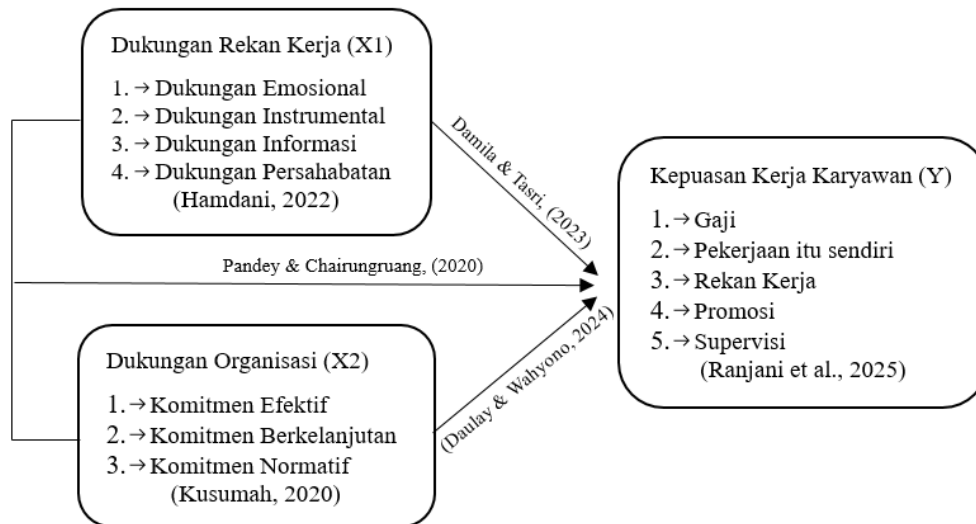 Dukungan Rekan Kerja (X1)
1.→Dukungan Emosional
2.→Dukungan Instrumental
3.→Dukungan Informasi
4.→Dukungan Persahabatan
(Hamdani, 2022)
Damila & Tasri, (2023)
Pandey & Chairungruang, (2020)
Dukungan Organisasi (X2)
1.→Komitmen Efektif
2.→Komitmen Berkelanjutan
3.→Komitmen Normatif
(Kusumah, 2020)
(Daulay & Wahyono, 2024)
Kepuasan Kerja Karyawan (Y)
1.→Gaji
2.→Pekerjaan itu sendiri
3.→Rekan Kerja
4.→Promosi
5.→Supervisi
(Ranjani et al., 2025)